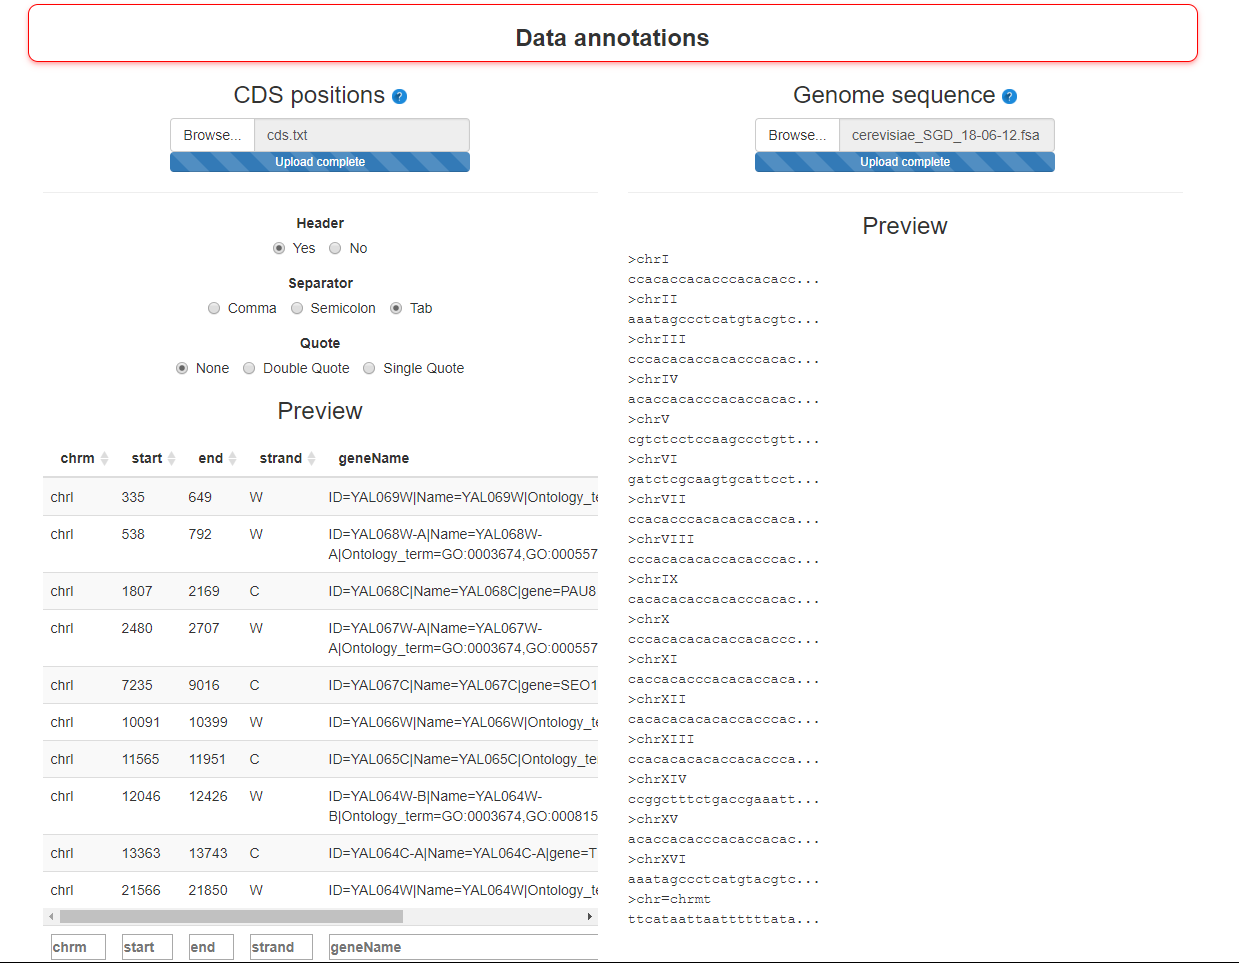 Data annotations
CDS positions ?
Browse... cds.txt
Upload complete
Header
Yes No
Separator
Comma Semicolon Tab
Quote
None Double Quote Single Quote
Preview
chrm start end strand geneName
chrI 335 649 W ID=YAL069W|Name=YAL069W|Ontology_te
chrI 538 792 W ID=YAL068W-A|Name=YAL068W-
A|Ontology_term=GO:0003674,GO:000557
chrI 1807 2169 C ID=YAL068C|Name=YAL068C|gene=PAU8
chrI 2480 2707 W ID=YAL067W-A|Name=YAL067W-
A|Ontology_term=GO:0003674,GO:000557
chrI 7235 9016 C ID=YAL067C|Name=YAL067C|gene=SEO1
chrI 10091 10399 W ID=YAL066W|Name=YAL066W|Ontology_te
chrI 11565 11951 C ID=YAL065C|Name=YAL065C|Ontology_te
chrI 12046 12426 W ID=YAL064W-B|Name=YAL064W-
B|Ontology_term=GO:0003674,GO:000815
chrI 13363 13743 C ID=YAL064C-A|Name=YAL064C-A|gene=T
chrI 21566 21850 W ID=YAL064W|Name=YAL064W|Ontology_te
chrm start end strand geneName
Genome sequence ?
Browse... cerevisiae_SGD_18-06-12.fsa
Upload complete
Preview
>chrI
ccacaccacacccacacacc...
>chrII
aaatagccctcatgtacgtc...
>chrIII
cccacacaccacacccacac...
>chrIV
acaccacacccacaccacac...
>chrV
cgtctcctccaagccctgtt...
>chrVI
gatctcgcaagtgcattcct...
>chrVII
ccacacccacacacaccaca...
>chrVIII
cccacacacaccacacccac...
>chrIX
cacacacaccacacccacac...
>chrX
cccacacacacaccacaccc...
>chrXI
caccacacccacacaccaca...
>chrXII
cacacacacacaccacccac...
>chrXIII
ccacacacacaccacaccca...
>chrXIV
ccggctttctgaccgaaatt...
>chrXV
acaccacacccacaccacac...
>chrXVI
aaatagccctcatgtacgtc...
>chr=chrmt
ttcataattaattttttata...